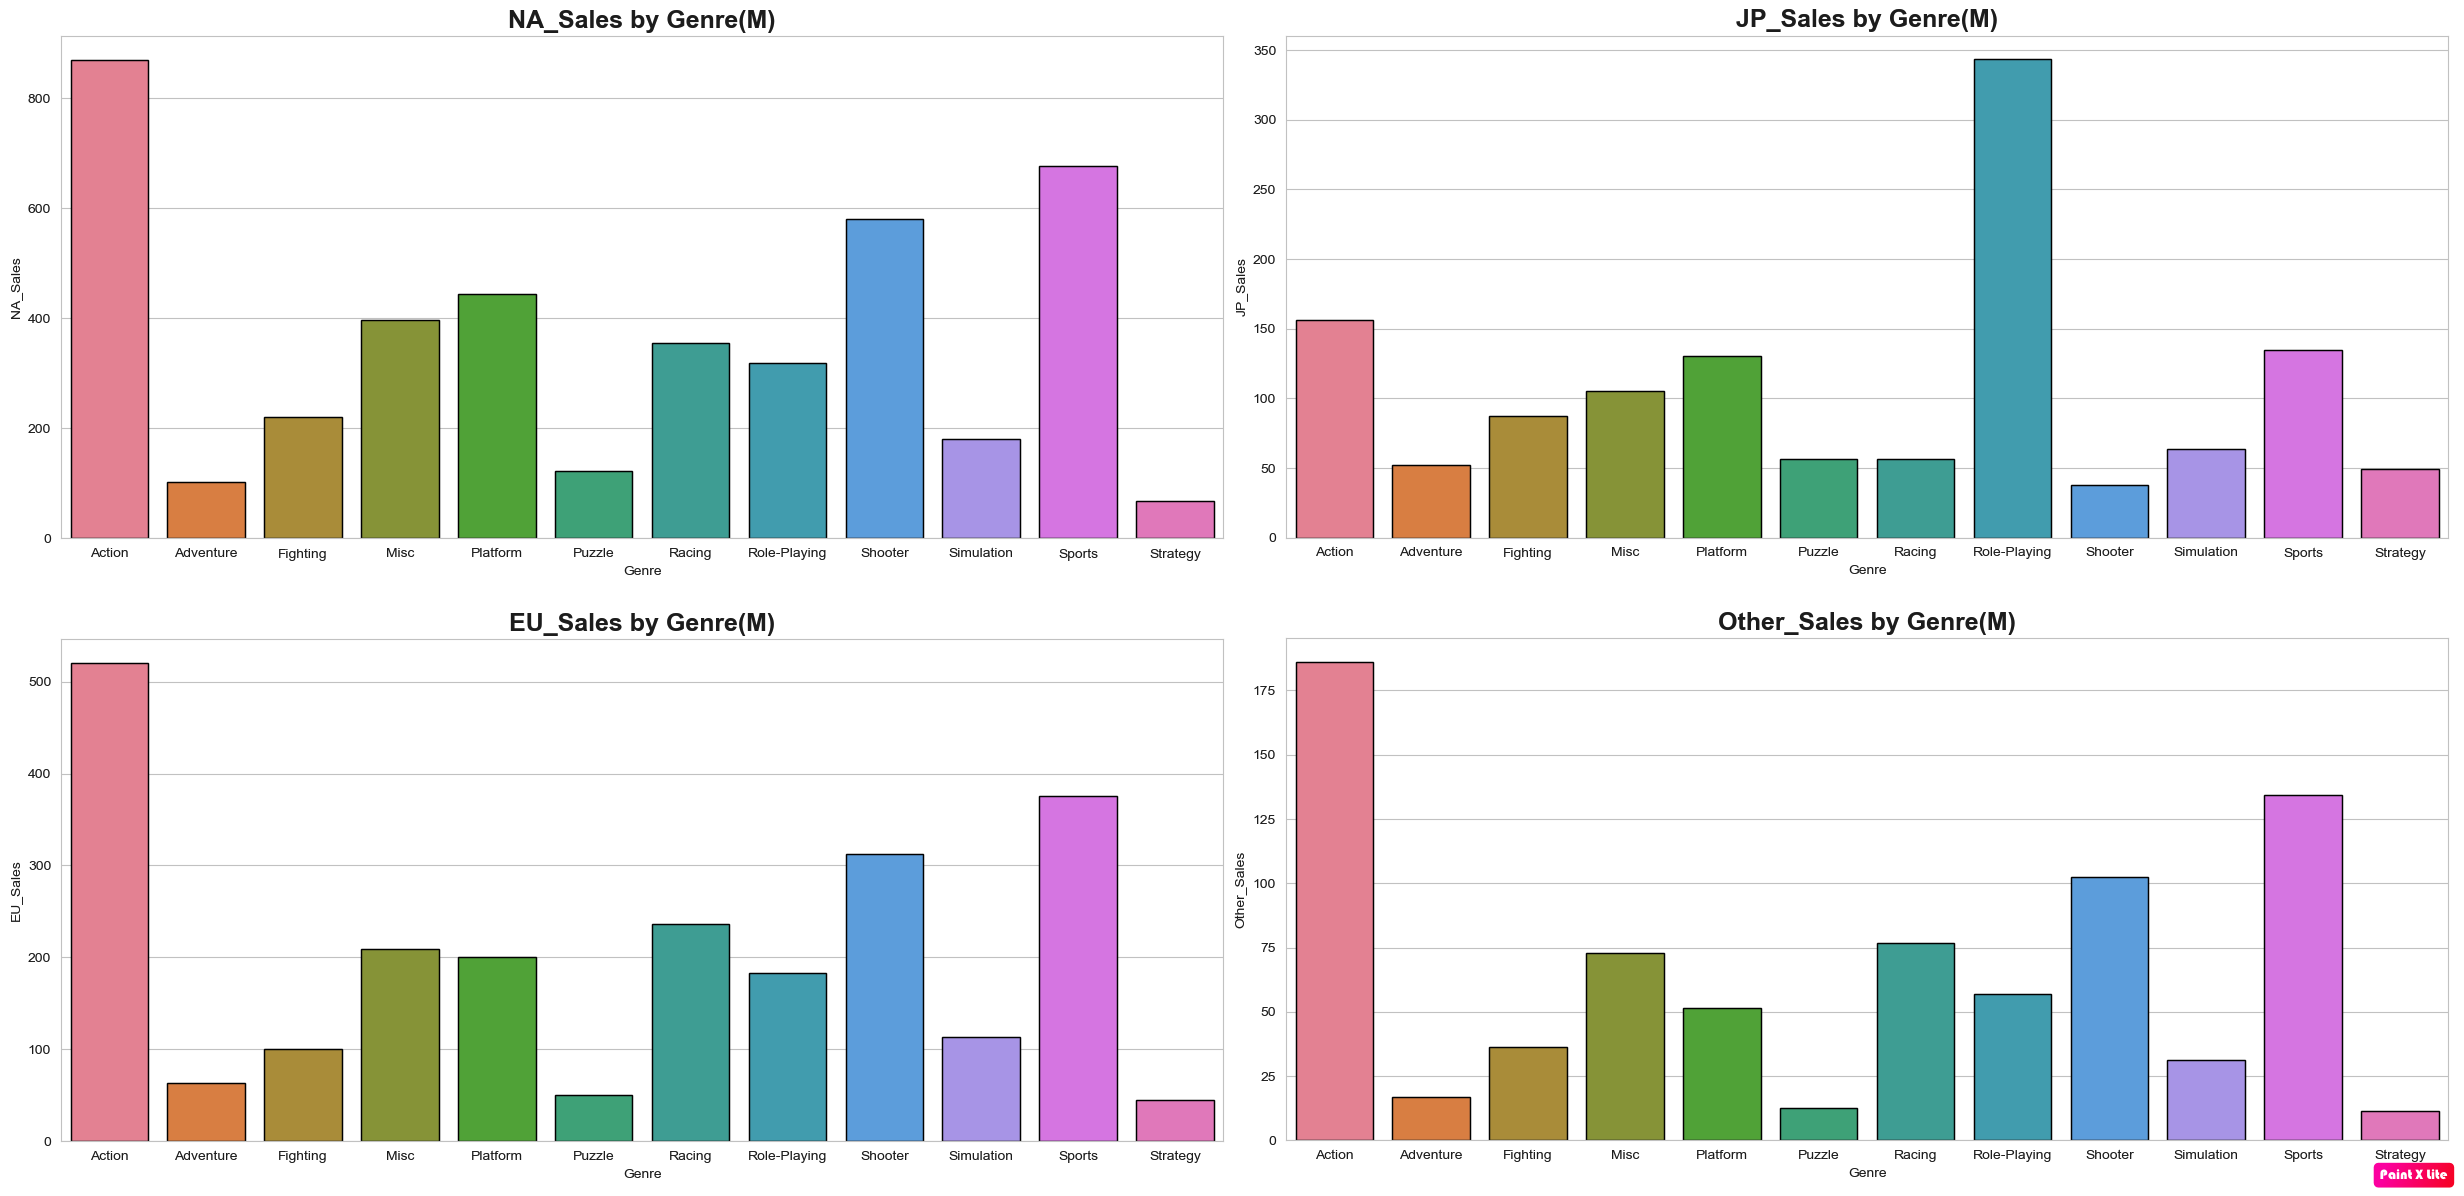 NA_Sales by Genre(M)
800
600
400
200
0
NA_Sales
Action Adventure Fighting Misc Platform Puzzle Racing Role-Playing Shooter Simulation Sports Strategy
Genre
JP_Sales by Genre(M)
350
300
250
200
150
100
50
0
JP_Sales
Action Adventure Fighting Misc Platform Puzzle Racing Role-Playing Shooter Simulation Sports Strategy
Genre
EU_Sales by Genre(M)
500
400
300
200
100
0
EU_Sales
Action Adventure Fighting Misc Platform Puzzle Racing Role-Playing Shooter Simulation Sports Strategy
Genre
Other_Sales by Genre(M)
175
150
125
100
75
50
25
0
Other_Sales
Action Adventure Fighting Misc Platform Puzzle Racing Role-Playing Shooter Simulation Sports Strategy
Genre
Paint X Lite